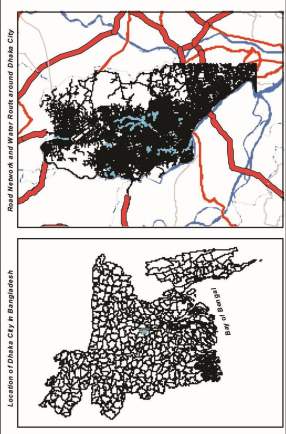 Road Network and Water Route around Dhaka City
Location of Dhaka City in Bangladesh
Bay of Bengal